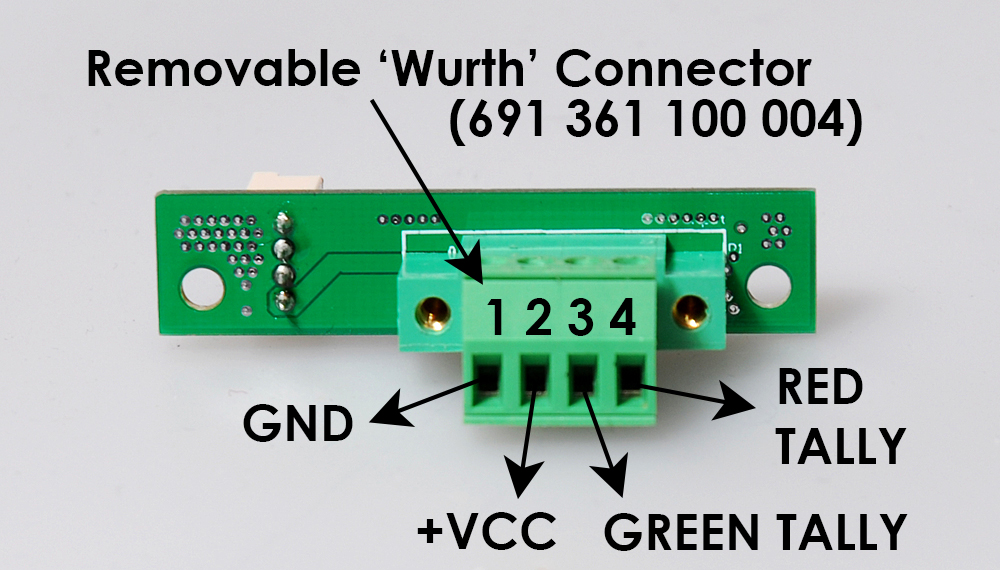 Removable ‘Wurth’ Connector
(691 361 100 004)
1 2 3 4
GND
RED
TALLY
+VCC
GREEN TALLY